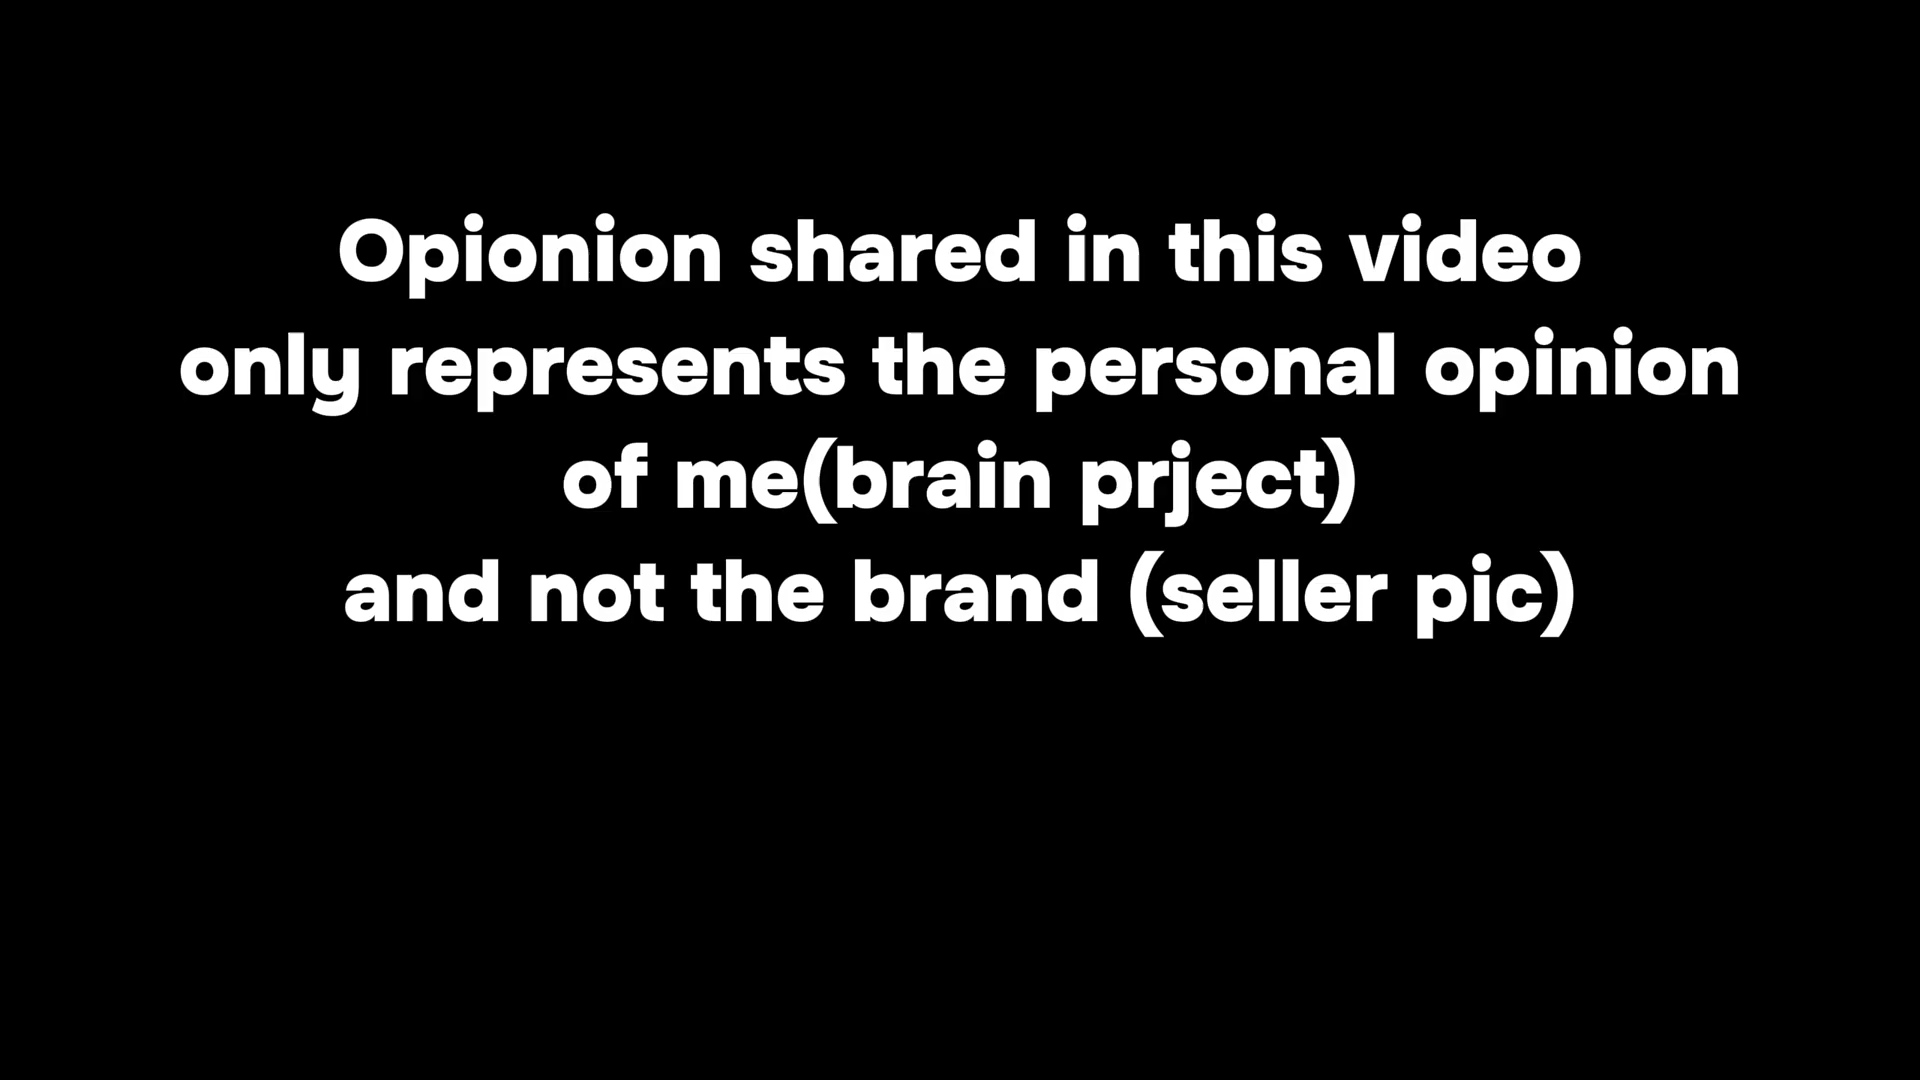 Opionion shared in this video
only represents the personal opinion
of me(brain prject)
and not the brand (seller pic)